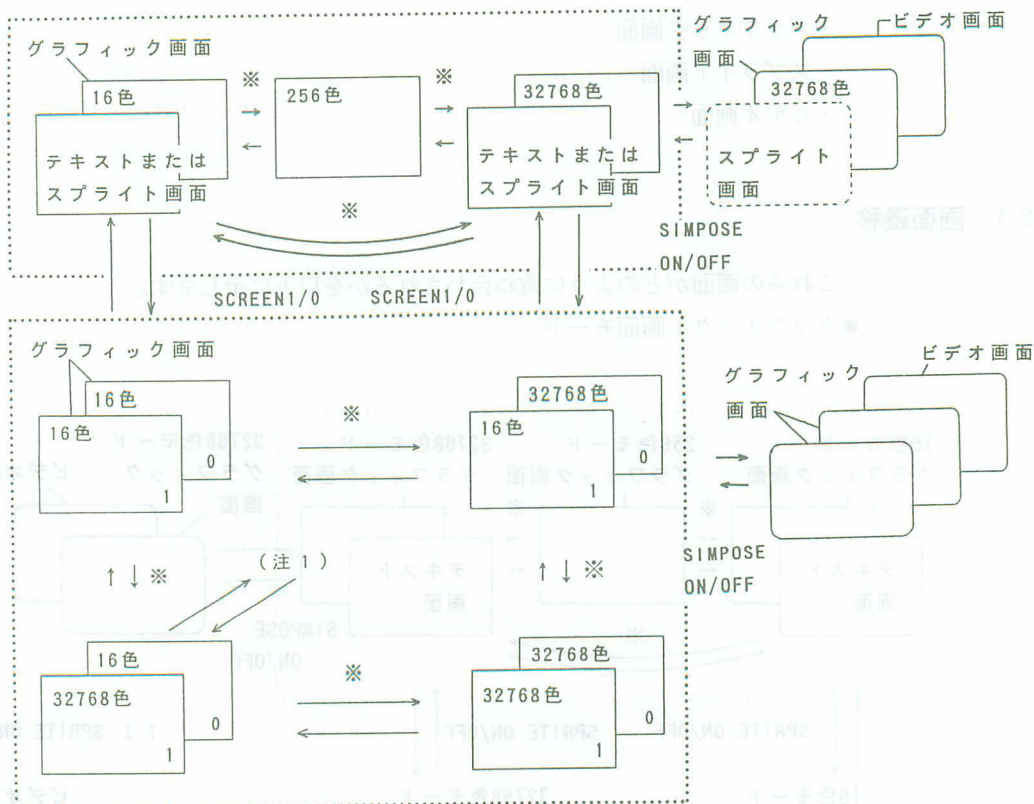 グラフィック画面
16色
テキストまたは
スプライト画面
※
→
←
256色
※
→
←
32768色
テキストまたは
スプライト画面
※
→
←
グラフィック
画面
ビデオ画面
32768色
スプライト
画面
SIMPOSE
ON/OFF
SCREEN1/0
SCREEN1/0
グラフィック画面
16色
16色
0
1
※
32768色
16色
0
1
→
←
グラフィック
画面
ビデオ画面
SIMPOSE
ON/OFF
↑↓※
(注1)
↑↓※
16色
32768色
0
1
※
32768色
32768色
0
1